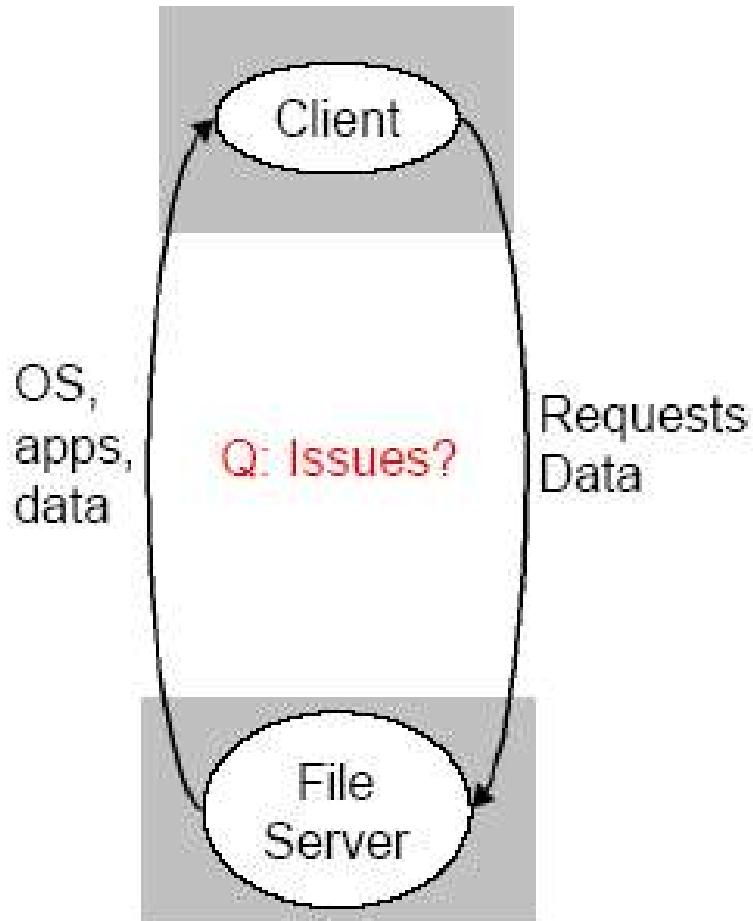 Client
OS,
apps,
data
Q: Issues?
Requests
Data
File
Server